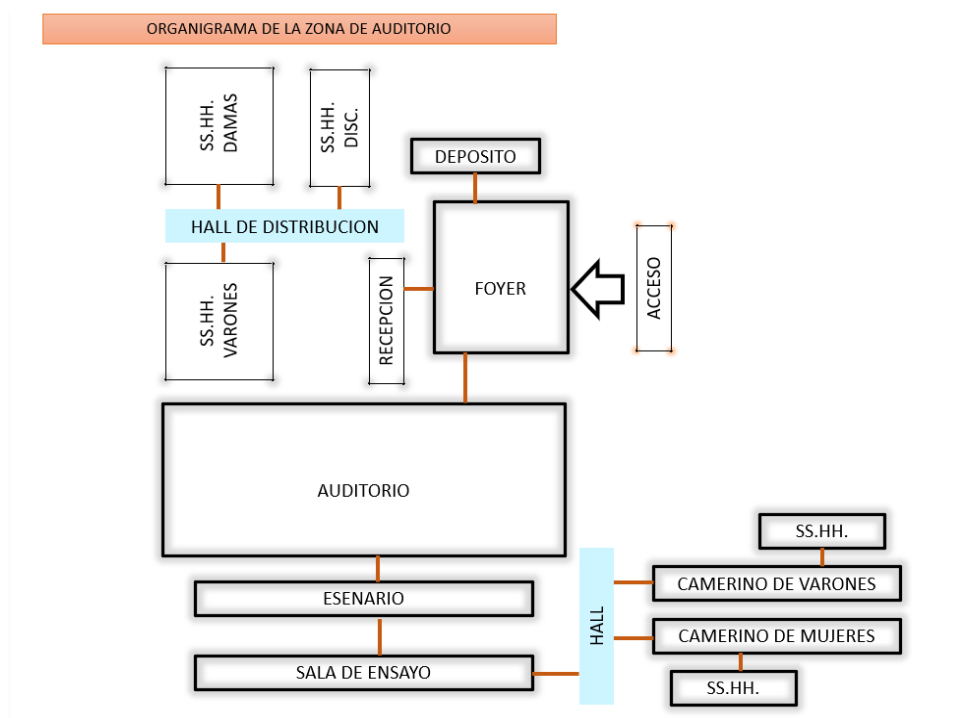 ORGANIGRAMA DE LA ZONA DE AUDITORIO
SS.HH.
DAMAS
SS.HH.
DISC.
DEPOSITO
HALL DE DISTRIBUCION
SS.HH.
VARONES
RECEPCION
FOYER
ACCESO
AUDITORIO
ESENARIO
SALA DE ENSAYO
HALL
SS.HH.
CAMERINO DE VARONES
CAMERINO DE MUJERES
SS.HH.